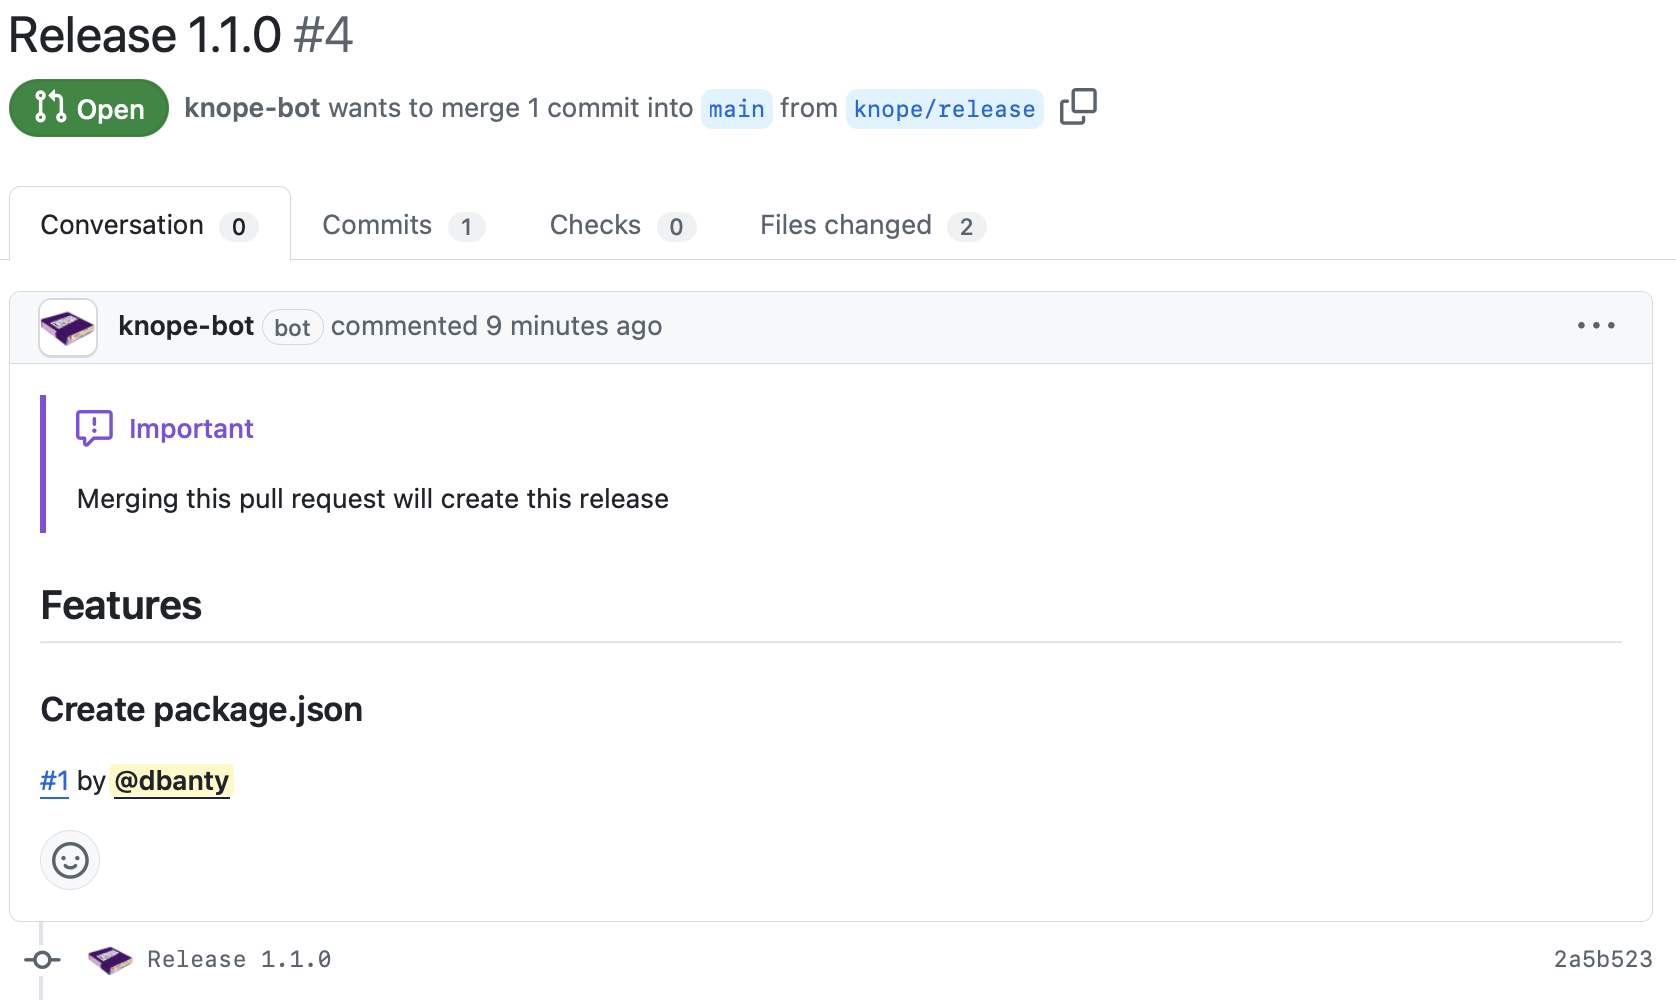 Release 1.1.0 #4
Open knope-bot wants to merge 1 commit into main from knope/release
Conversation 0 Commits 1 Checks 0 Files changed 2
knope-bot bot commented 9 minutes ago
Important
Merging this pull request will create this release
Features
Create package.json
#1 by @dbanty
Release 1.1.0 2a5b523